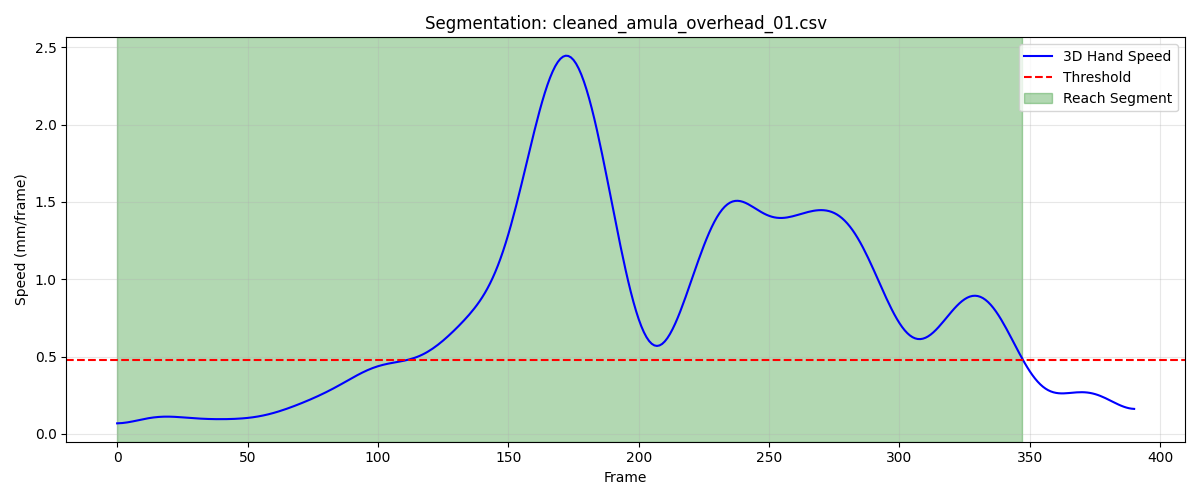 Segmentation: cleaned_amula_overhead_01.csv
3D Hand Speed
Threshold
Reach Segment
Speed (mm/frame)
2.5
2.0
1.5
1.0
0.5
0.0
0 50 100 150 200 250 300 350 400
Frame